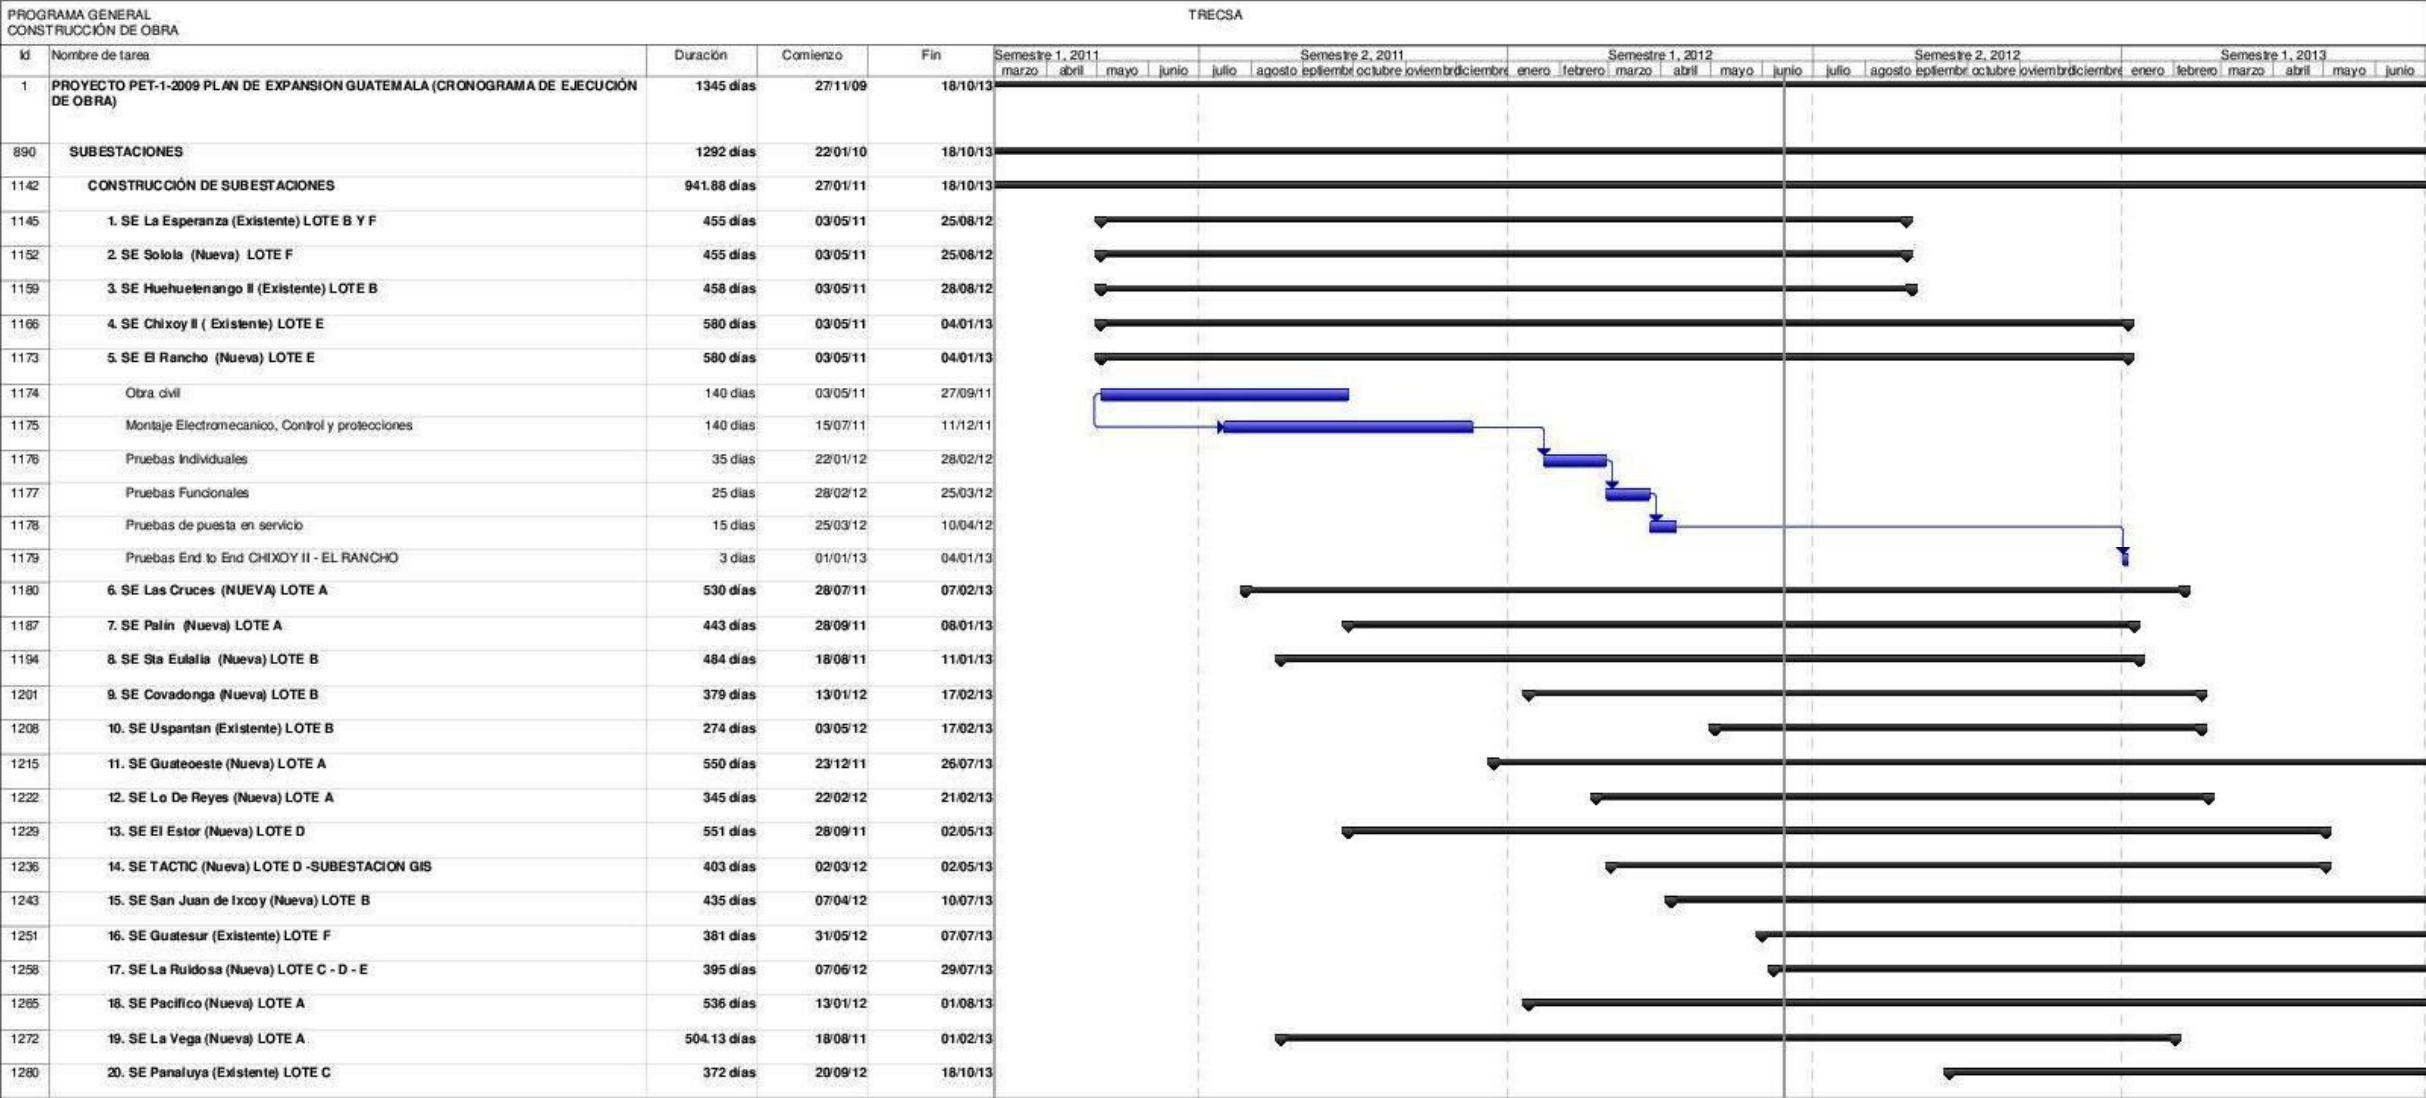 PROGRAMA GENERAL
CONSTRUCCIÓN DE OBRA
TRECSA
Id Nombre de tarea Duración Comienzo Fin
Semestre 1, 2011 Semestre 2, 2011 Semestre 1, 2012 Semestre 2, 2012 Semestre 1, 2013
marzo abril mayo junio julio agosto eptiembr octubre oviembr diciembre enero febrero marzo abril mayo junio julio agosto eptiembr octubre oviembr diciembre enero febrero marzo abril mayo junio
1 PROYECTO PET-1-2009 PLAN DE EXPANSION GUATEMALA (CRONOGRAMA DE EJECUCIÓN 1345 días 27/11/09 18/10/13
DE OBRA)
890 SUBESTACIONES 1292 días 22/01/10 18/10/13
1142 CONSTRUCCIÓN DE SUBESTACIONES 941.88 días 27/01/11 18/10/13
1145 1. SE La Esperanza (Existente) LOTE B Y F 455 días 03/05/11 25/08/12
1152 2. SE Solola (Nueva) LOTE F 455 días 03/05/11 25/08/12
1159 3. SE Huehuetenango II (Existente) LOTE B 458 días 03/05/11 28/08/12
1166 4. SE Chixoy II ( Existente) LOTE E 580 días 03/05/11 04/01/13
1173 5. SE El Rancho (Nueva) LOTE E 580 días 03/05/11 04/01/13
1174 Obra civil 140 días 03/05/11 27/09/11
1175 Montaje Electromecanico, Control y protecciones 140 días 15/07/11 11/12/11
1176 Pruebas Individuales 35 días 22/01/12 28/02/12
1177 Pruebas Funcionales 25 días 28/02/12 25/03/12
1178 Pruebas de puesta en servicio 15 días 25/03/12 10/04/12
1179 Pruebas End to End CHIXOY II - EL RANCHO 3 días 01/01/13 04/01/13
1180 6. SE Las Cruces (NUEVA) LOTE A 530 días 28/07/11 07/02/13
1187 7. SE Palín (Nueva) LOTE A 443 días 28/09/11 08/01/13
1194 8. SE Sta Eulalia (Nueva) LOTE B 484 días 18/08/11 11/01/13
1201 9. SE Covadonga (Nueva) LOTE B 379 días 13/01/12 17/02/13
1208 10. SE Uspantan (Existente) LOTE B 274 días 03/05/12 17/02/13
1215 11. SE Guateoeste (Nueva) LOTE A 550 días 23/12/11 26/07/13
1222 12. SE Lo De Reyes (Nueva) LOTE A 345 días 22/02/12 21/02/13
1229 13. SE El Estor (Nueva) LOTE D 551 días 28/09/11 02/05/13
1236 14. SE TACTIC (Nueva) LOTE D -SUBESTACION GIS 403 días 02/03/12 02/05/13
1243 15. SE San Juan de Ixcoy (Nueva) LOTE B 435 días 07/04/12 10/07/13
1251 16. SE Guatesur (Existente) LOTE F 381 días 31/05/12 07/07/13
1258 17. SE La Ruidosa (Nueva) LOTE C - D - E 395 días 07/06/12 29/07/13
1265 18. SE Pacifico (Nueva) LOTE A 536 días 13/01/12 01/08/13
1272 19. SE La Vega (Nueva) LOTE A 504.13 días 18/08/11 01/02/13
1280 20. SE Panaluya (Existente) LOTE C 372 días 20/09/12 18/10/13